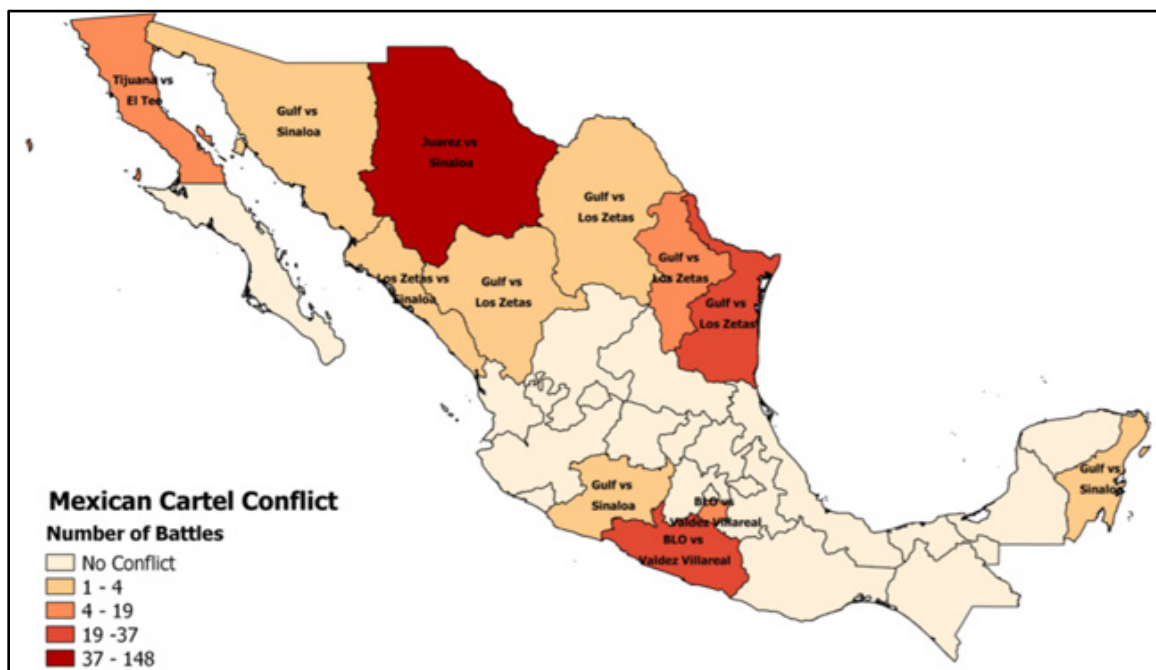 Tijuana vs
El Teo
Gulf vs
Sinaloa
Juarez vs
Sinaloa
Gulf vs
Los Zetas
Los Zetas vs
Sinaloa
Gulf vs
Los Zetas
Gulf vs
Los Zetas
Gulf vs
Los Zetas
Gulf vs
Sinaloa
Gulf vs
Sinaloa
BLO vs
Valdez Villareal
BLO vs
Valdez Villareal
Mexican Cartel Conflict
Number of Battles
No Conflict
1 - 4
4 - 19
19 -37
37 - 148